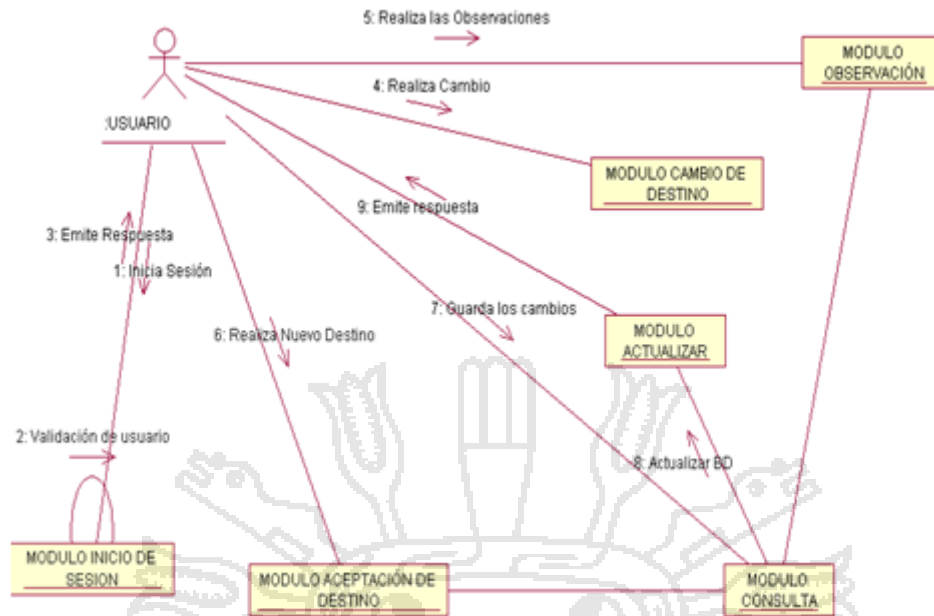 5: Realiza las Observaciones
MODULO
OBSERVACIÓN
4: Realiza Cambio
:USUARIO
MODULO CAMBIO DE
DESTINO
9: Emite respuesta
3: Emite Respuesta
1: Inicia Sesión
7: Guarda los cambios
6: Realiza Nuevo Destino
MODULO
ACTUALIZAR
2: Validación de usuario
8: Actualizar BD
MODULO INICIO DE
SESION
MODULO ACEPTACIÓN DE
DESTINO
MODULO
CONSULTA